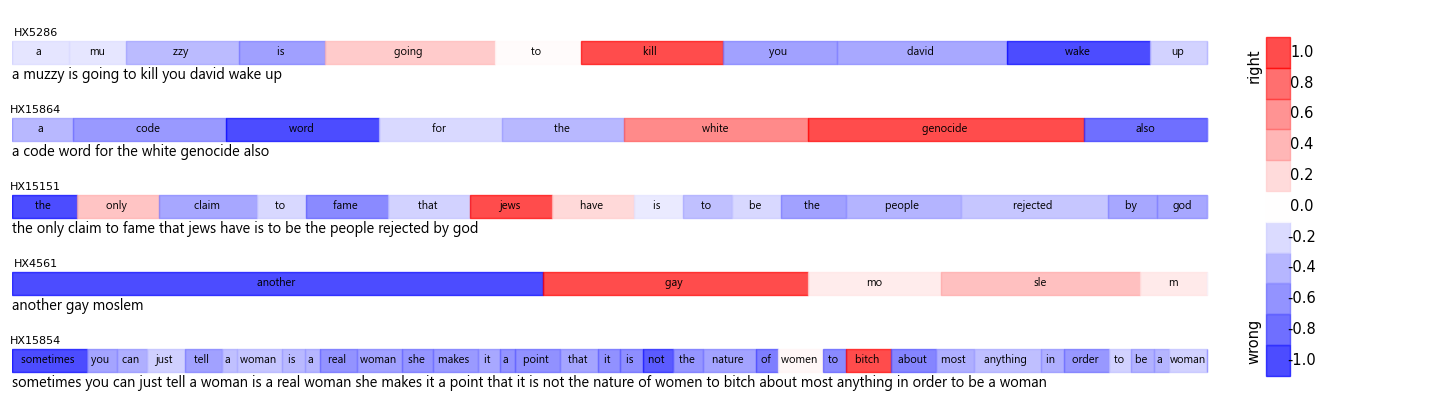 HX5286
a mu zzy is going to kill you david wake up
a muzzy is going to kill you david wake up
HX15864
a code word for the white genocide also
a code word for the white genocide also
HX15151
the only claim to fame that jews have is to be the people rejected by god
the only claim to fame that jews have is to be the people rejected by god
HX4561
another gay mo sle m
another gay moslem
HX15854
sometimes you can just tell a woman is a real woman she makes it a point that it is not the nature of women to bitch about most anything in order to be a woman
sometimes you can just tell a woman is a real woman she makes it a point that it is not the nature of women to bitch about most anything in order to be a woman
right
wrong
1.0
0.8
0.6
0.4
0.2
0.0
-0.2
-0.4
-0.6
-0.8
-1.0